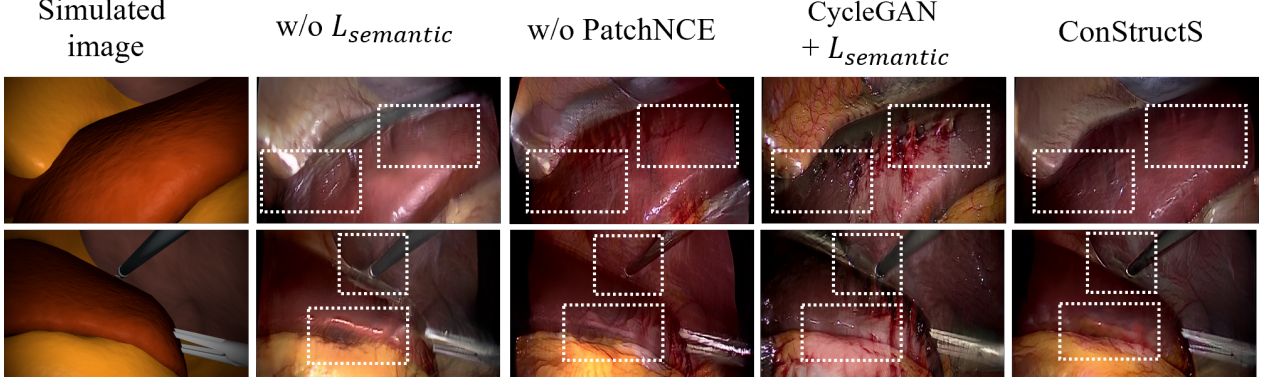 Simulated
image
w/o L_semantic
w/o PatchNCE
CycleGAN
+ L_semantic
ConStructS